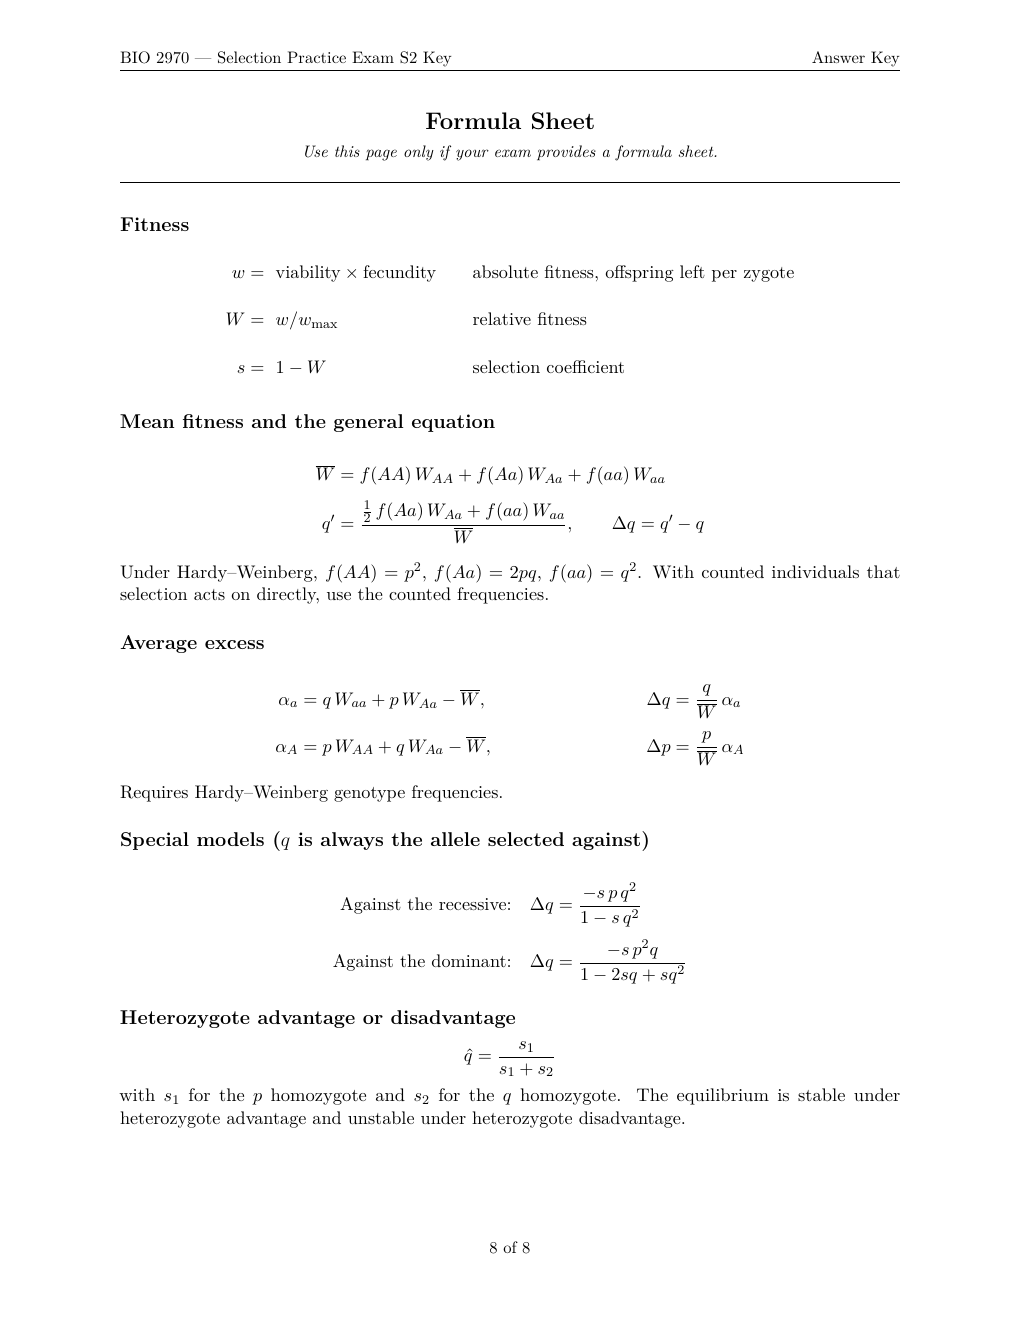 BIO 2970 — Selection Practice Exam S2 Key Answer Key
Formula Sheet
Use this page only if your exam provides a formula sheet.
Fitness
w = viability × fecundity absolute fitness, offspring left per zygote
W = w/w_max relative fitness
s = 1 − W selection coefficient
Mean fitness and the general equation
W̅ = f(AA) W_AA + f(Aa) W_Aa + f(aa) W_aa
q′ = (½ f(Aa) W_Aa + f(aa) W_aa) / W̅, Δq = q′ − q
Under Hardy–Weinberg, f(AA) = p², f(Aa) = 2pq, f(aa) = q². With counted individuals that
selection acts on directly, use the counted frequencies.
Average excess
α_a = q W_aa + p W_Aa − W̅, Δq = (q / W̅) α_a
α_A = p W_AA + q W_Aa − W̅, Δp = (p / W̅) α_A
Requires Hardy–Weinberg genotype frequencies.
Special models (q is always the allele selected against)
Against the recessive: Δq = (−s p q²) / (1 − s q²)
Against the dominant: Δq = (−s p²q) / (1 − 2sq + sq²)
Heterozygote advantage or disadvantage
q̂ = s₁ / (s₁ + s₂)
with s₁ for the p homozygote and s₂ for the q homozygote. The equilibrium is stable under
heterozygote advantage and unstable under heterozygote disadvantage.
8 of 8